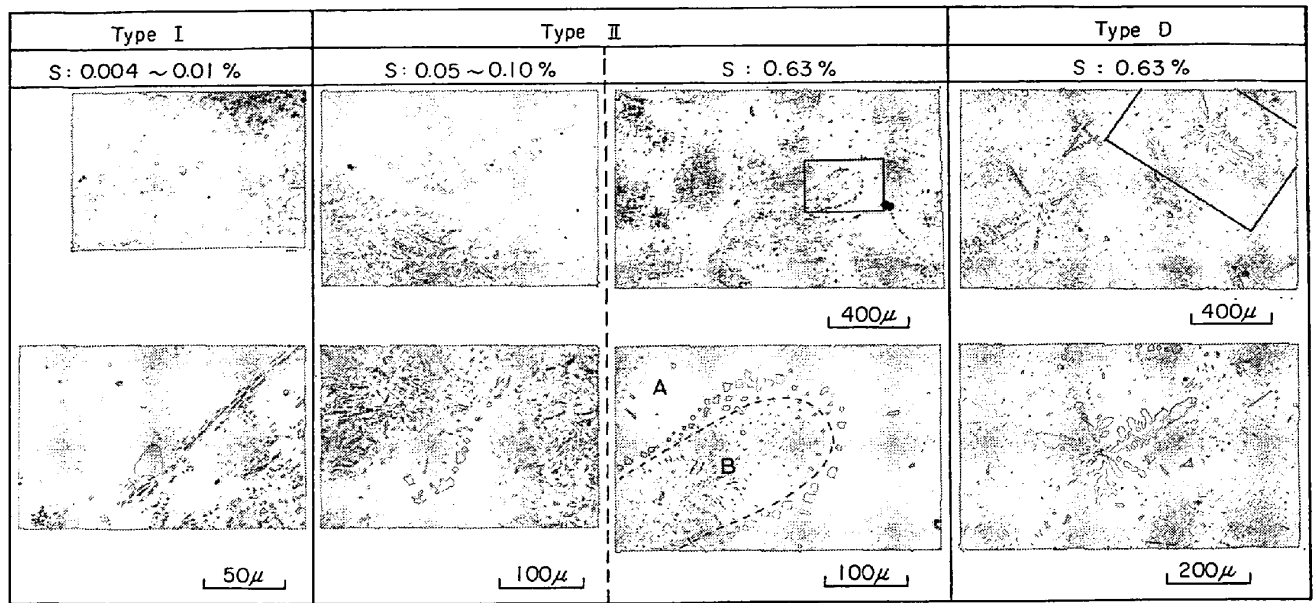 Type I
Type II
Type D
S : 0.004 ~ 0.01 %
S : 0.05 ~ 0.10 %
S : 0.63 %
S : 0.63 %
400μ
400μ
A
B
50μ
100μ
100μ
200μ